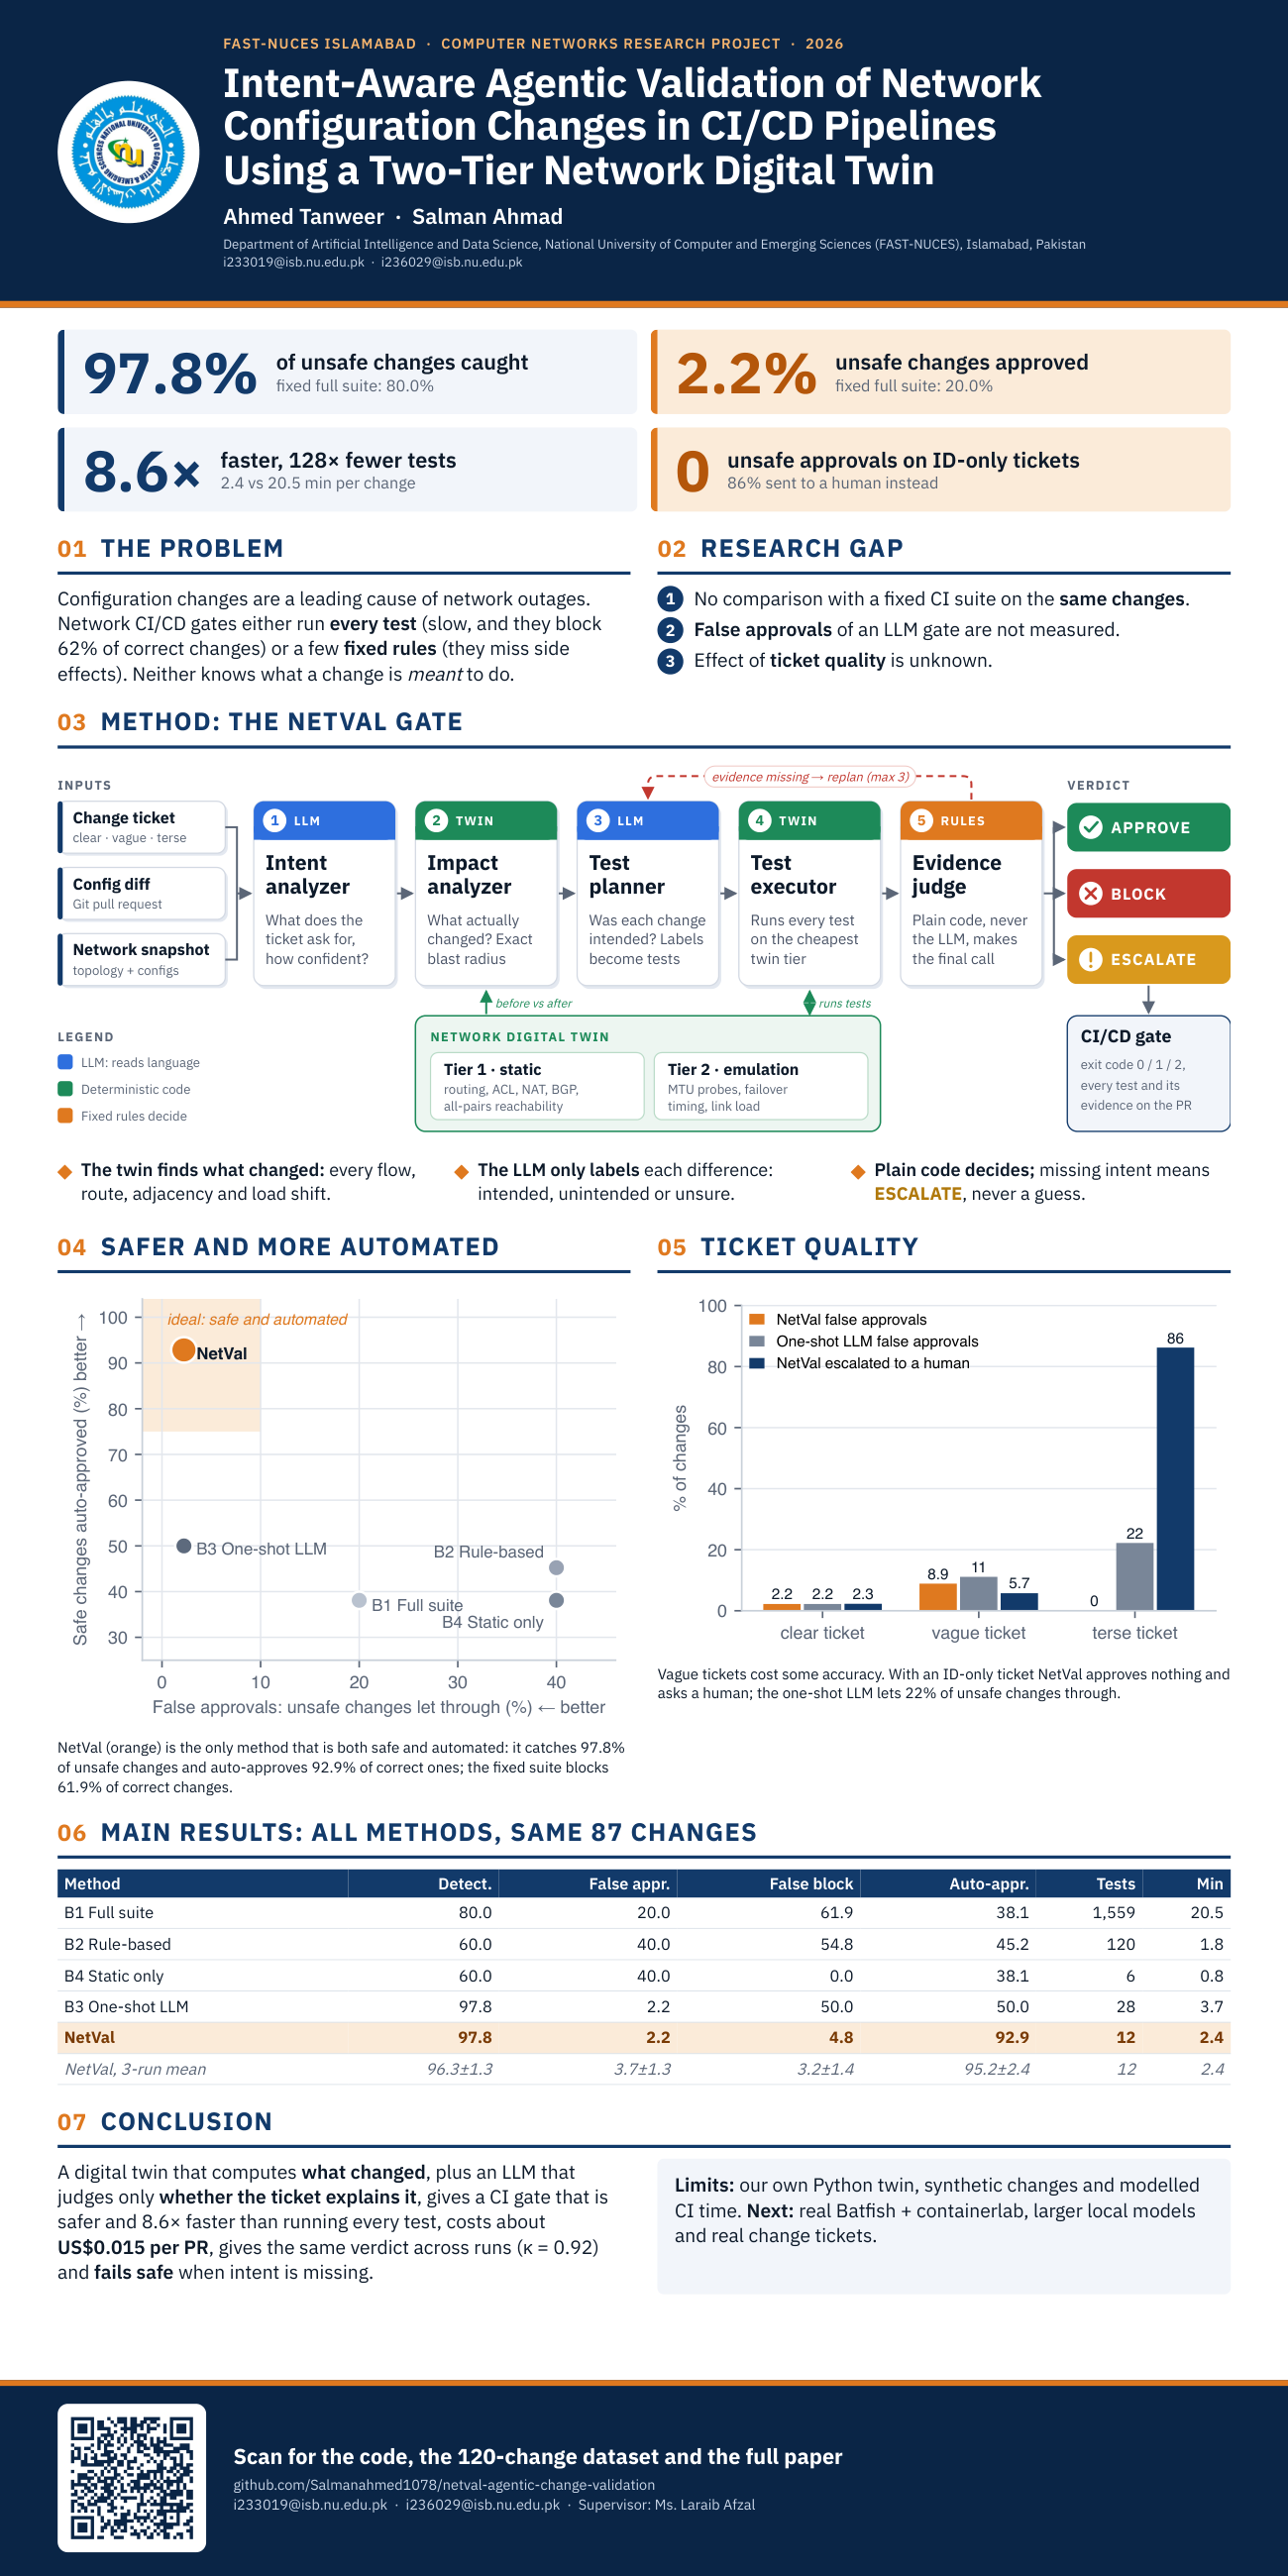 FAST-NUCES ISLAMABAD · COMPUTER NETWORKS RESEARCH PROJECT · 2026
Intent-Aware Agentic Validation of Network
Configuration Changes in CI/CD Pipelines
Using a Two-Tier Network Digital Twin
Ahmed Tanweer · Salman Ahmad
Department of Artificial Intelligence and Data Science, National University of Computer and Emerging Sciences (FAST-NUCES), Islamabad, Pakistan
i233019@isb.nu.edu.pk · i236029@isb.nu.edu.pk
97.8% of unsafe changes caught
fixed full suite: 80.0%
2.2% unsafe changes approved
fixed full suite: 20.0%
8.6× faster, 128× fewer tests
2.4 vs 20.5 min per change
0 unsafe approvals on ID-only tickets
86% sent to a human instead
01 THE PROBLEM
Configuration changes are a leading cause of network outages.
Network CI/CD gates either run every test (slow, and they block
62% of correct changes) or a few fixed rules (they miss side
effects). Neither knows what a change is meant to do.
02 RESEARCH GAP
1 No comparison with a fixed CI suite on the same changes.
2 False approvals of an LLM gate are not measured.
3 Effect of ticket quality is unknown.
03 METHOD: THE NETVAL GATE
evidence missing → replan (max 3)
INPUTS
Change ticket
clear · vague · terse
Config diff
Git pull request
Network snapshot
topology + configs
1 LLM
Intent
analyzer
What does the
ticket ask for,
how confident?
2 TWIN
Impact
analyzer
What actually
changed? Exact
blast radius
3 LLM
Test
planner
Was each change
intended? Labels
become tests
4 TWIN
Test
executor
Runs every test
on the cheapest
twin tier
5 RULES
Evidence
judge
Plain code, never
the LLM, makes
the final call
VERDICT
APPROVE
BLOCK
ESCALATE
before vs after
runs tests
LEGEND
LLM: reads language
Deterministic code
Fixed rules decide
NETWORK DIGITAL TWIN
Tier 1 · static
routing, ACL, NAT, BGP,
all-pairs reachability
Tier 2 · emulation
MTU probes, failover
timing, link load
CI/CD gate
exit code 0 / 1 / 2,
every test and its
evidence on the PR
The twin finds what changed: every flow,
route, adjacency and load shift.
The LLM only labels each difference:
intended, unintended or unsure.
Plain code decides; missing intent means
ESCALATE, never a guess.
04 SAFER AND MORE AUTOMATED
Safe changes auto-approved (%) better →
100
90
80
70
60
50
40
30
ideal: safe and automated
NetVal
B3 One-shot LLM
B2 Rule-based
B1 Full suite
B4 Static only
0 10 20 30 40
False approvals: unsafe changes let through (%) ← better
NetVal (orange) is the only method that is both safe and automated: it catches 97.8%
of unsafe changes and auto-approves 92.9% of correct ones; the fixed suite blocks
61.9% of correct changes.
05 TICKET QUALITY
% of changes
100
80
60
40
20
0
NetVal false approvals
One-shot LLM false approvals
NetVal escalated to a human
2.2 2.2 2.3
8.9 11 5.7
0 22 86
clear ticket vague ticket terse ticket
Vague tickets cost some accuracy. With an ID-only ticket NetVal approves nothing and
asks a human; the one-shot LLM lets 22% of unsafe changes through.
06 MAIN RESULTS: ALL METHODS, SAME 87 CHANGES
Method Detect. False appr. False block Auto-appr. Tests Min
B1 Full suite 80.0 20.0 61.9 38.1 1,559 20.5
B2 Rule-based 60.0 40.0 54.8 45.2 120 1.8
B4 Static only 60.0 40.0 0.0 38.1 6 0.8
B3 One-shot LLM 97.8 2.2 50.0 50.0 28 3.7
NetVal 97.8 2.2 4.8 92.9 12 2.4
NetVal, 3-run mean 96.3±1.3 3.7±1.3 3.2±1.4 95.2±2.4 12 2.4
07 CONCLUSION
A digital twin that computes what changed, plus an LLM that
judges only whether the ticket explains it, gives a CI gate that is
safer and 8.6× faster than running every test, costs about
US$0.015 per PR, gives the same verdict across runs (κ = 0.92)
and fails safe when intent is missing.
Limits: our own Python twin, synthetic changes and modelled
CI time. Next: real Batfish + containerlab, larger local models
and real change tickets.
Scan for the code, the 120-change dataset and the full paper
github.com/Salmanahmed1078/netval-agentic-change-validation
i233019@isb.nu.edu.pk · i236029@isb.nu.edu.pk · Supervisor: Ms. Laraib Afzal